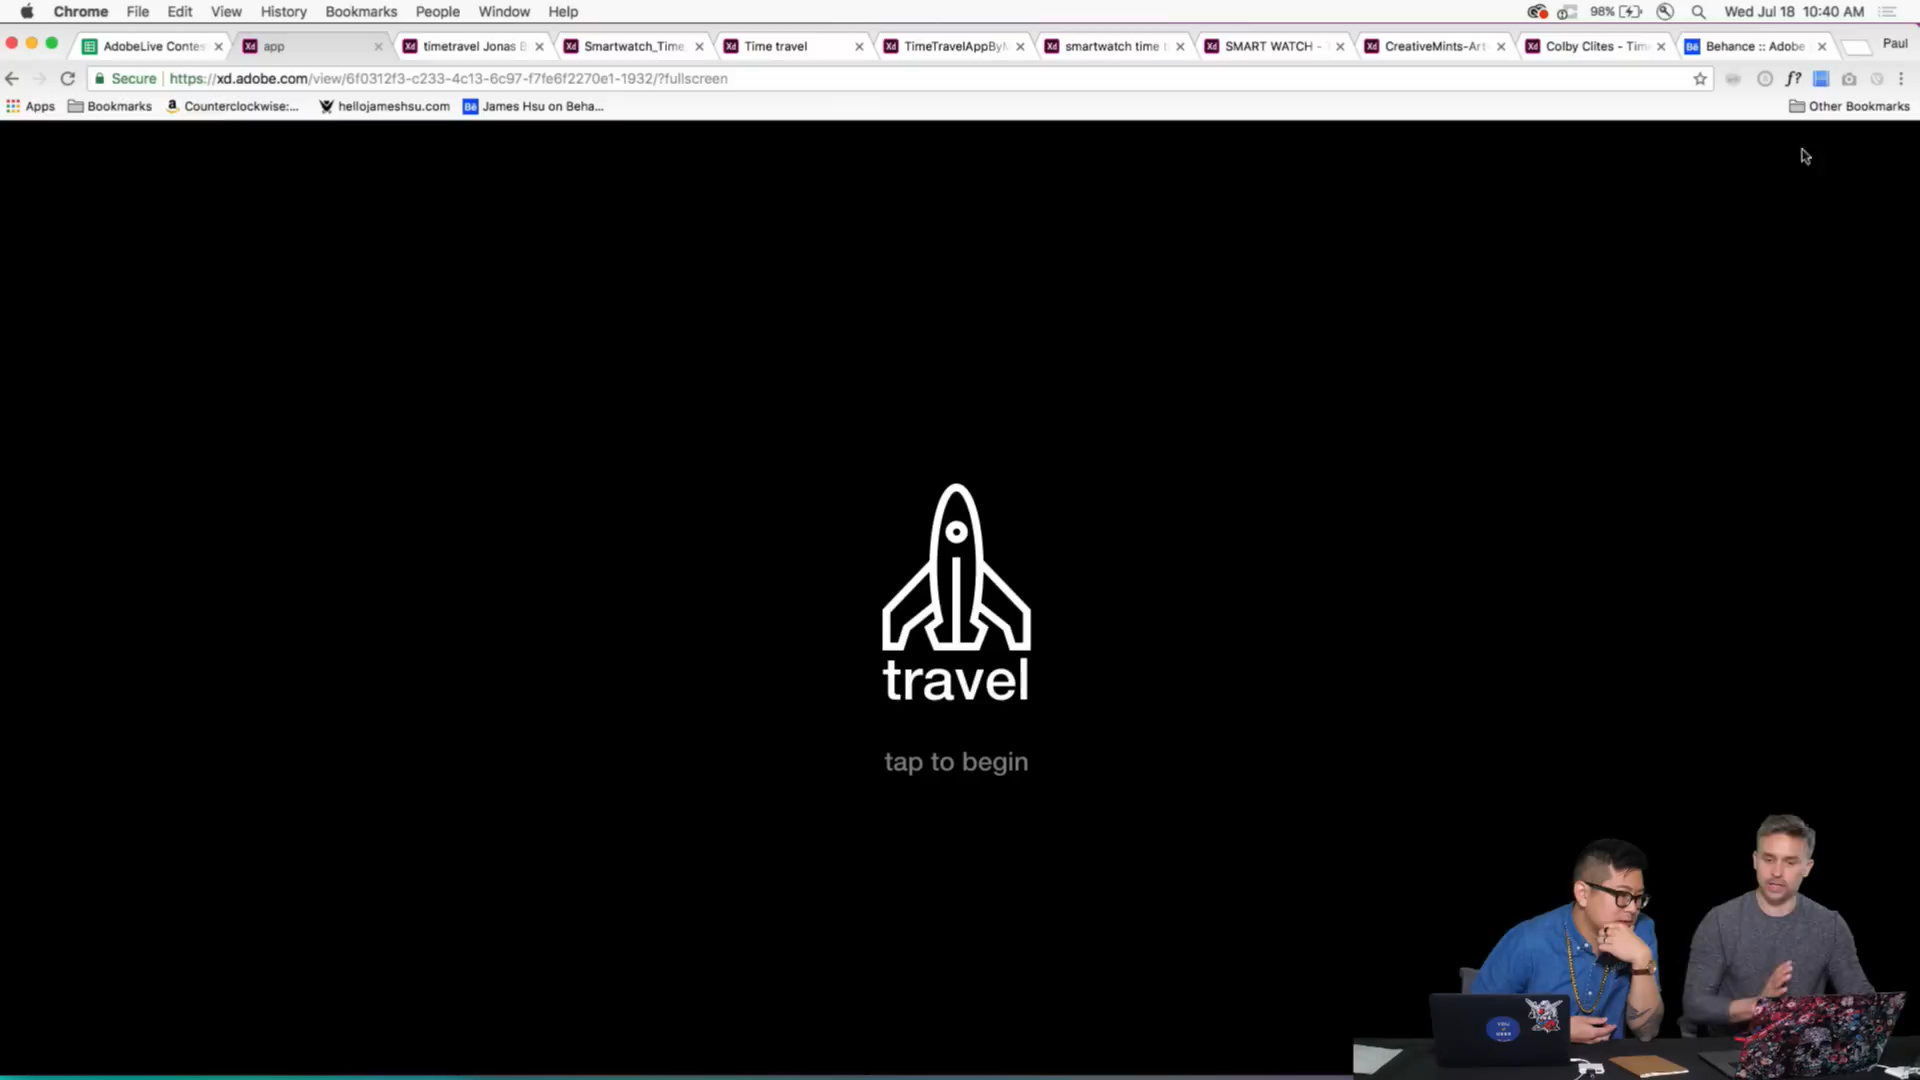 Chrome File Edit View History Bookmarks People Window Help 98% Wed Jul 18 10:40 AM
AdobeLive Contes app timetravel Jonas B Smartwatch_Time Time travel TimeTravelAppBy smartwatch time SMART WATCH - CreativeMints-Art Colby Clites - Tim Behance :: Adobe Paul
Secure https://xd.adobe.com/view/6f0312f3-c233-4c13-6c97-f7fe6f2270e1-1932/?fullscreen f?
Apps Bookmarks Counterclockwise:... hellojameshsu.com James Hsu on Beha... Other Bookmarks
travel
tap to begin